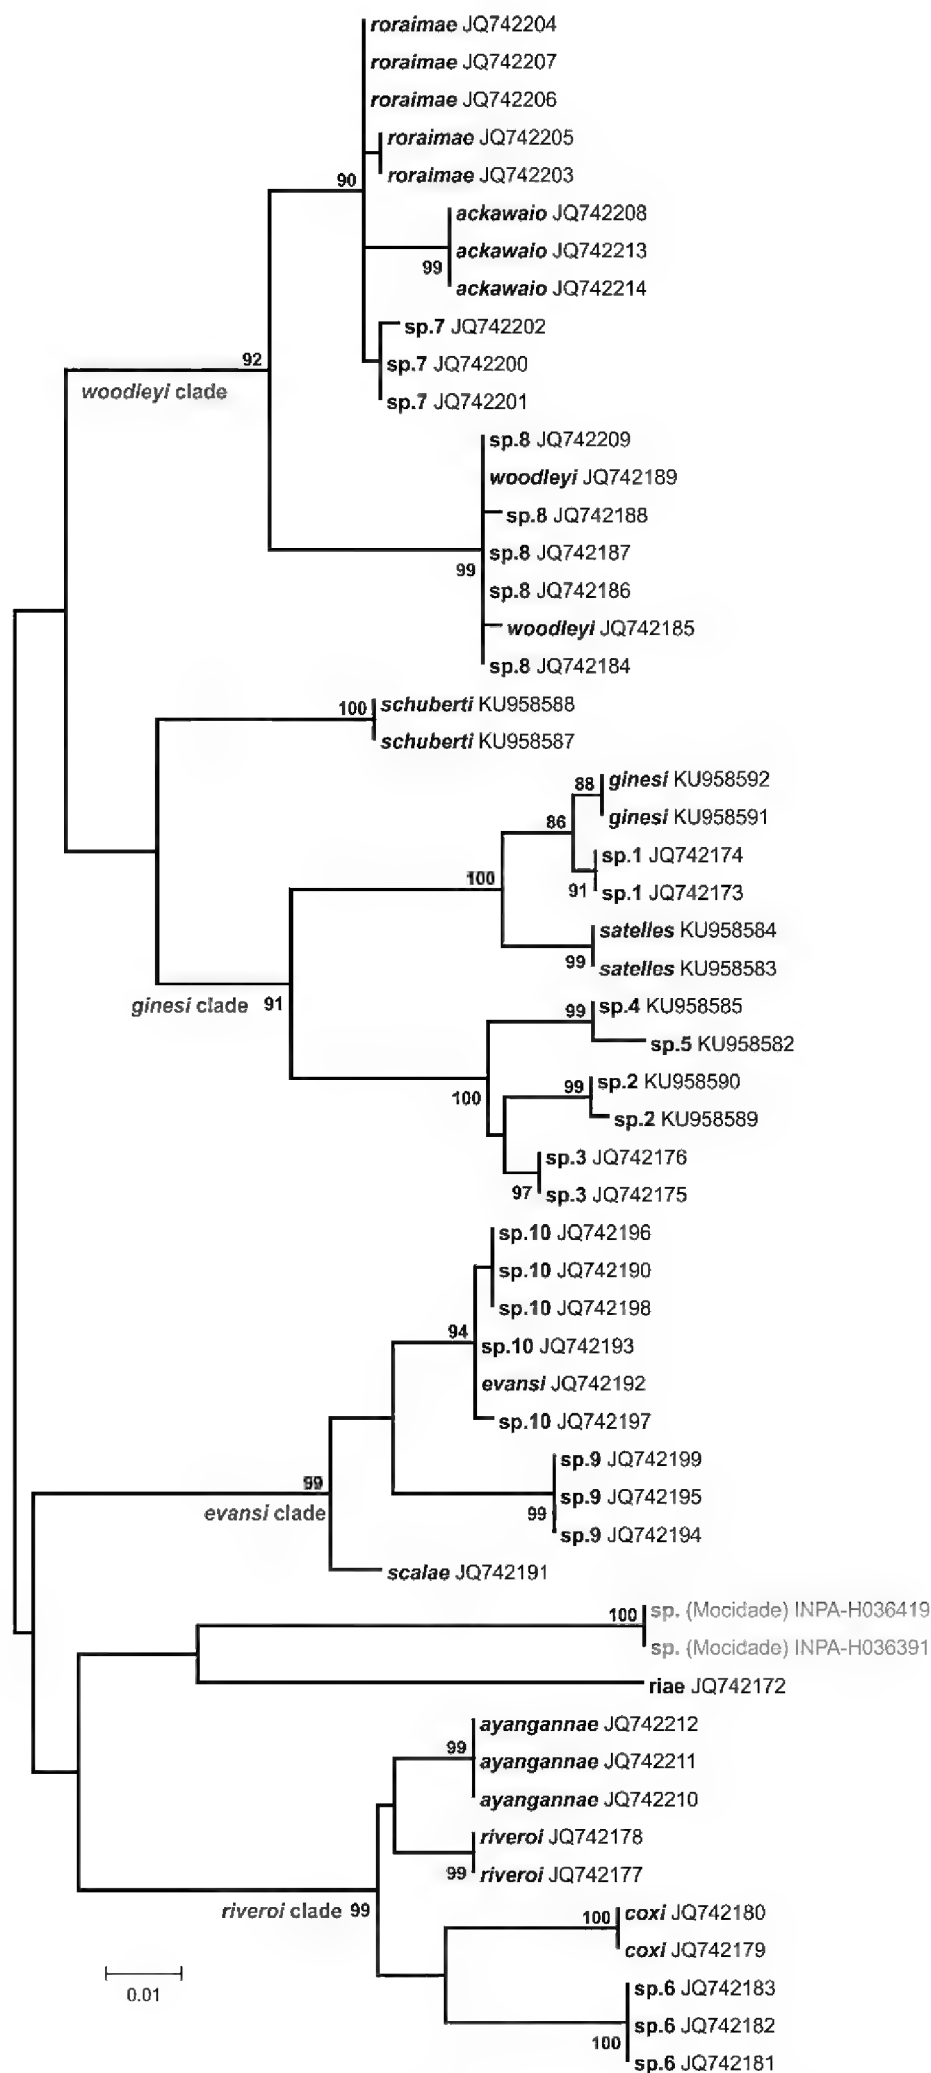 roraimae JQ742204
roraimae JQ742207
roraimae JQ742206
roraimae JQ742205
90
roraimae JQ742203
ackawaio JQ742208
ackawaio JQ742213
99
ackawaio JQ742214
sp.7 JQ742202
92
sp.7 JQ742200
woodleyi clade
sp.7 JQ742201
sp.8 JQ742209
woodleyi JQ742189
sp.8 JQ742188
sp.8 JQ742187
99
sp.8 JQ742186
woodleyi JQ742185
sp.8 JQ742184
100
schuberti KU958588
schuberti KU958587
88
ginesi KU958592
86
ginesi KU958591
sp.1 JQ742174
100
91
sp.1 JQ742173
satelles KU958584
99
satelles KU958583
ginesi clade 91
99
sp.4 KU958585
sp.5 KU958582
99
sp.2 KU958590
100
sp.2 KU958589
sp.3 JQ742176
97
sp.3 JQ742175
sp.10 JQ742196
sp.10 JQ742190
sp.10 JQ742198
94
sp.10 JQ742193
evansi JQ742192
sp.10 JQ742197
sp.9 JQ742199
99
sp.9 JQ742195
evansi clade
99
sp.9 JQ742194
scalae JQ742191
100
sp. (Mocidade) INPA-H036419
sp. (Mocidade) INPA-H036391
riae JQ742172
ayangannae JQ742212
99
ayangannae JQ742211
ayangannae JQ742210
riveroi JQ742178
99
riveroi JQ742177
riveroi clade 99
100
coxi JQ742180
coxi JQ742179
0.01
sp.6 JQ742183
sp.6 JQ742182
100
sp.6 JQ742181